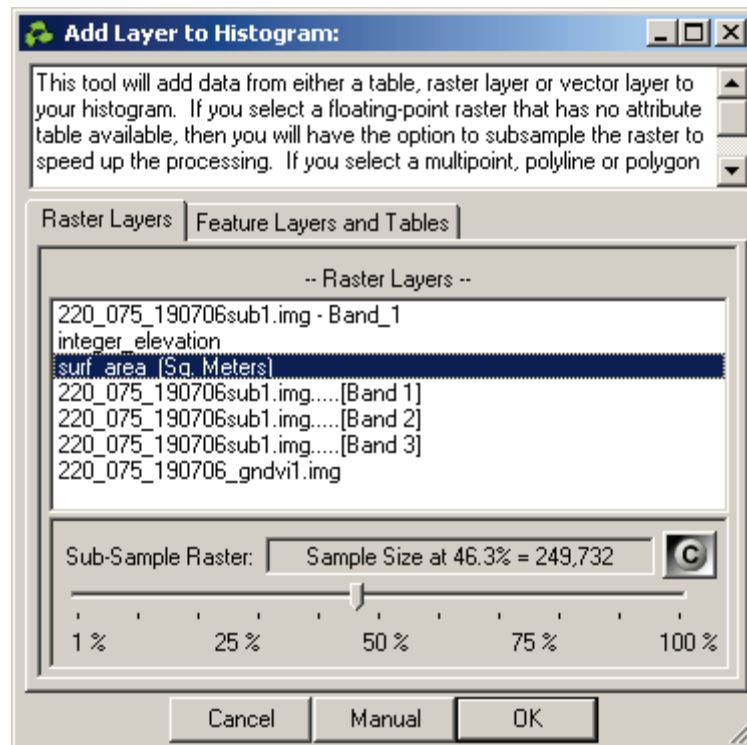 Add Layer to Histogram:
This tool will add data from either a table, raster layer or vector layer to
your histogram. If you select a floating-point raster that has no attribute
table available, then you will have the option to subsample the raster to
speed up the processing. If you select a multipoint, polyline or polygon
Raster Layers Feature Layers and Tables
-- Raster Layers --
220_075_190706sub1.img - Band_1
integer_elevation
surf_area_(Sq. Meters)
220_075_190706sub1.img.....[Band 1]
220_075_190706sub1.img.....[Band 2]
220_075_190706sub1.img.....[Band 3]
220_075_190706_gndvi1.img
Sub-Sample Raster: Sample Size at 46.3% = 249,732 C
1 % 25 % 50 % 75 % 100 %
Cancel Manual OK